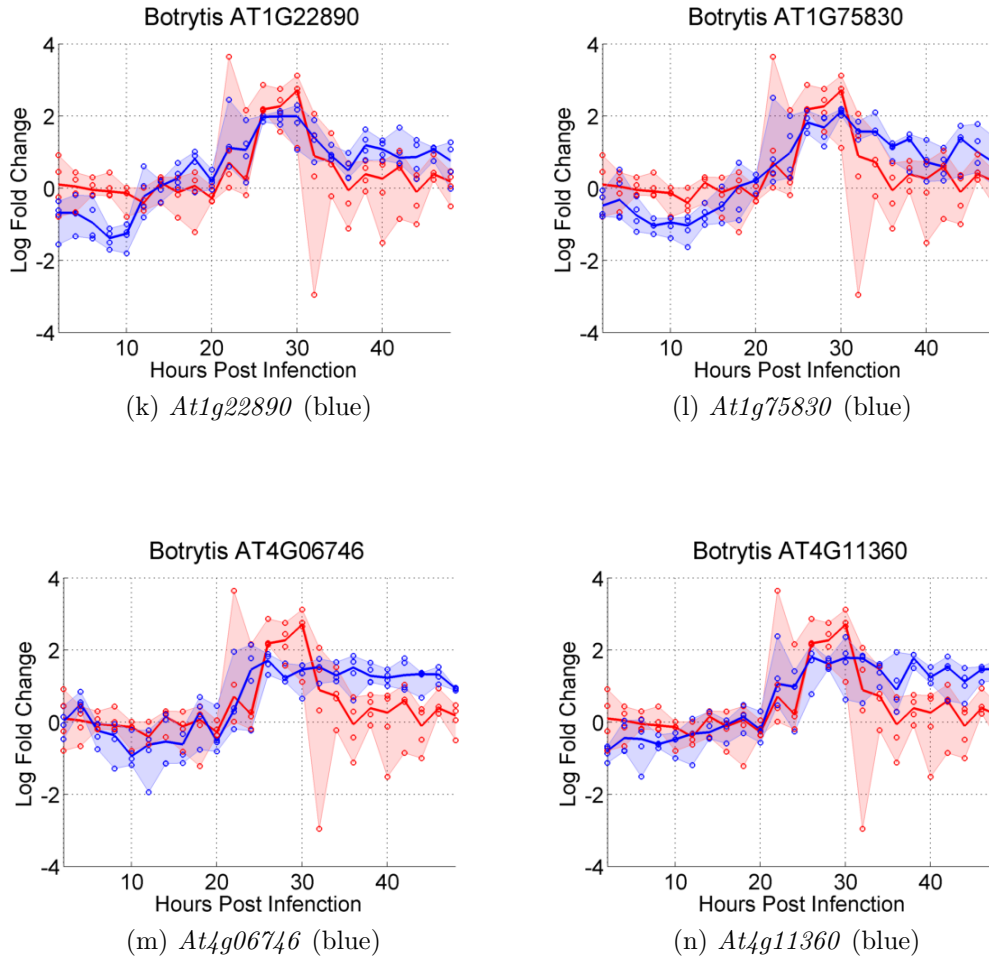 Botrytis AT1G22890
Log Fold Change
4
2
0
-2
-4
10
20
30
40
Hours Post Infenction
(k) At1g22890 (blue)
Botrytis AT1G75830
Log Fold Change
4
2
0
-2
-4
10
20
30
40
Hours Post Infenction
(l) At1g75830 (blue)
Botrytis AT4G06746
Log Fold Change
4
2
0
-2
-4
10
20
30
40
Hours Post Infenction
(m) At4g06746 (blue)
Botrytis AT4G11360
Log Fold Change
4
2
0
-2
-4
10
20
30
40
Hours Post Infenction
(n) At4g11360 (blue)